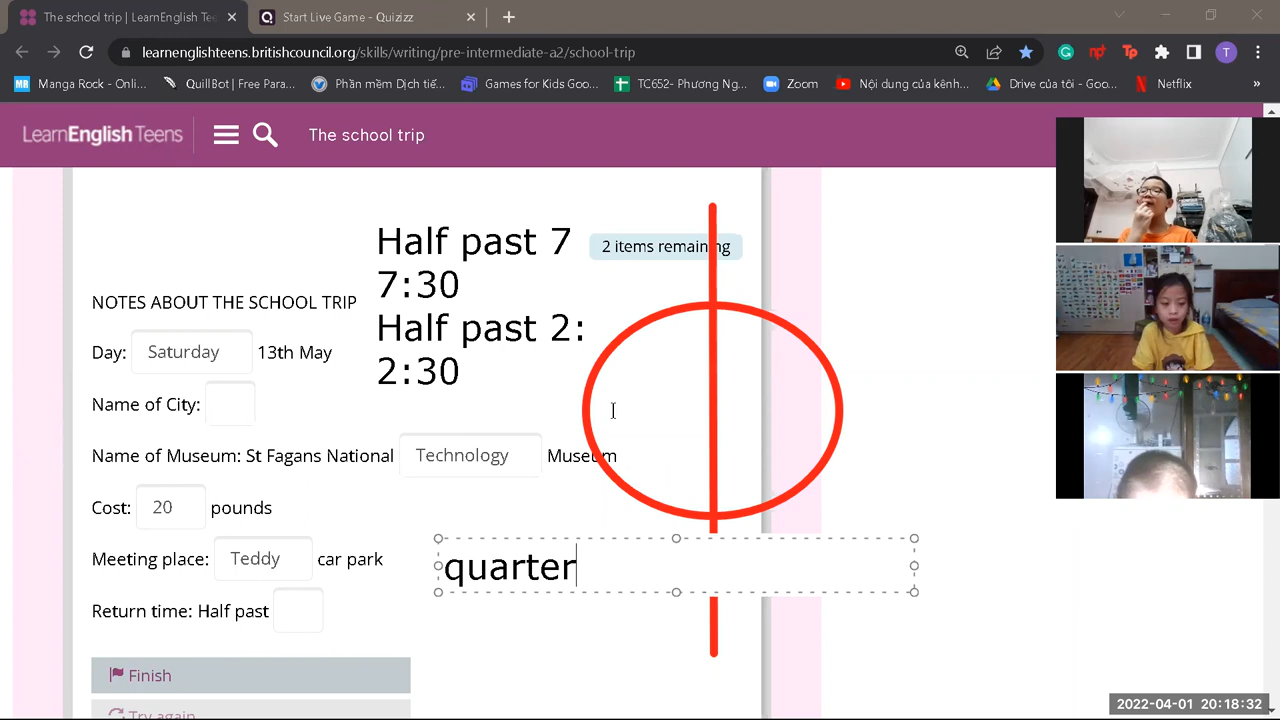 The school trip | LearnEnglish Te
Start Live Game - Quizizz
learnenglishteens.britishcouncil.org/skills/writing/pre-intermediate-a2/school-trip
T
MR Manga Rock - Onli...
QuillBot | Free Para...
Phần mềm Dịch tiế...
Games for Kids Goo...
TC652- Phương Ng...
Zoom
Nội dung của kênh...
Drive của tôi - Goo...
Netflix
»
LearnEnglish Teens
The school trip
Half past 7
2 items remaining
7:30
NOTES ABOUT THE SCHOOL TRIP
Half past 2:
Day: Saturday 13th May
2:30
Name of City:
Name of Museum: St Fagans National Technology Museum
Cost: 20 pounds
Meeting place: Teddy car park
quarter
Return time: Half past
Finish
Try again
2022-04-01 20:18:32